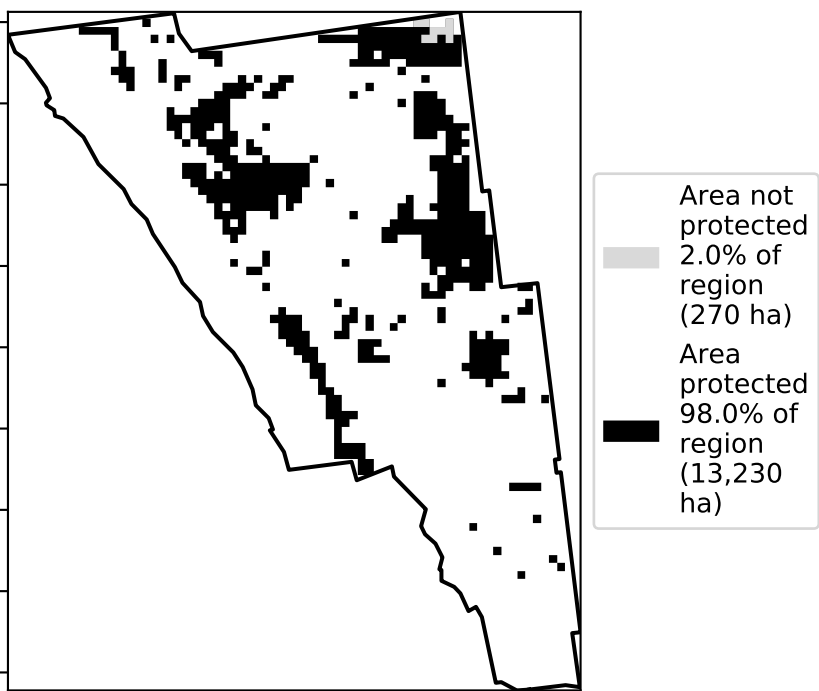 Area not
protected
2.0% of
region
(270 ha)
Area
protected
98.0% of
region
(13,230
ha)